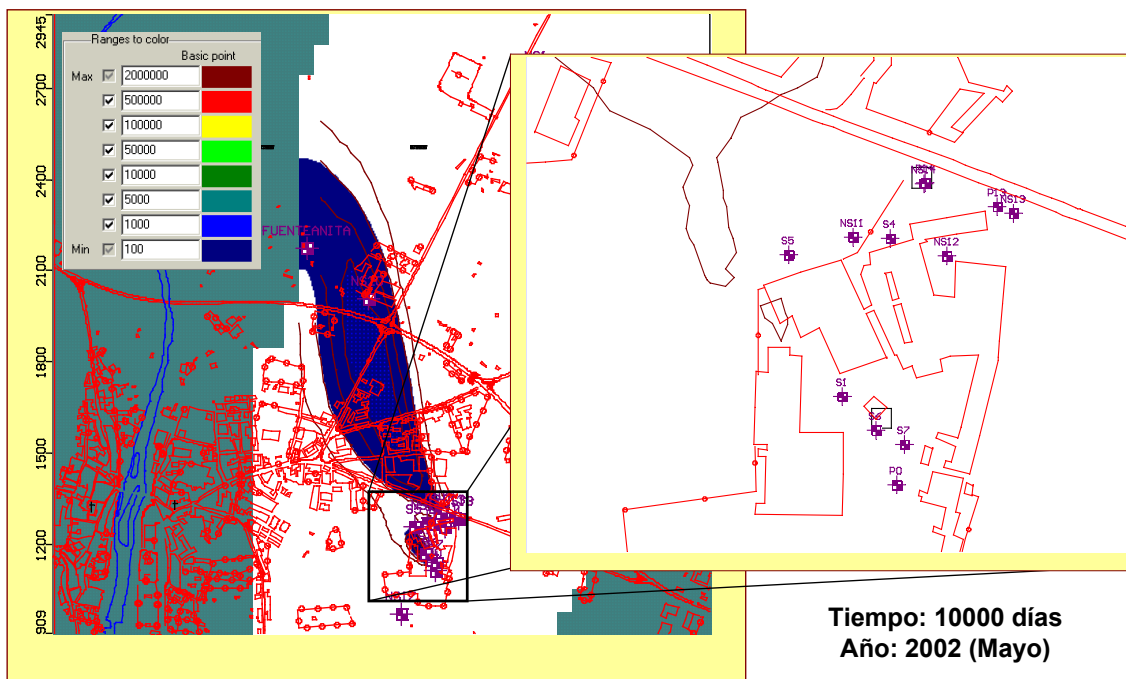 Ranges to color
Basic point
Max 2000000
500000
100000
50000
10000
5000
1000
Min 100
2945
2700
2400
2100
1800
1500
1200
909
FUENTEANITA
P13
NS13
NS11
S4
S5
NS12
S1
S6
S7
P0
Tiempo: 10000 días
Año: 2002 (Mayo)